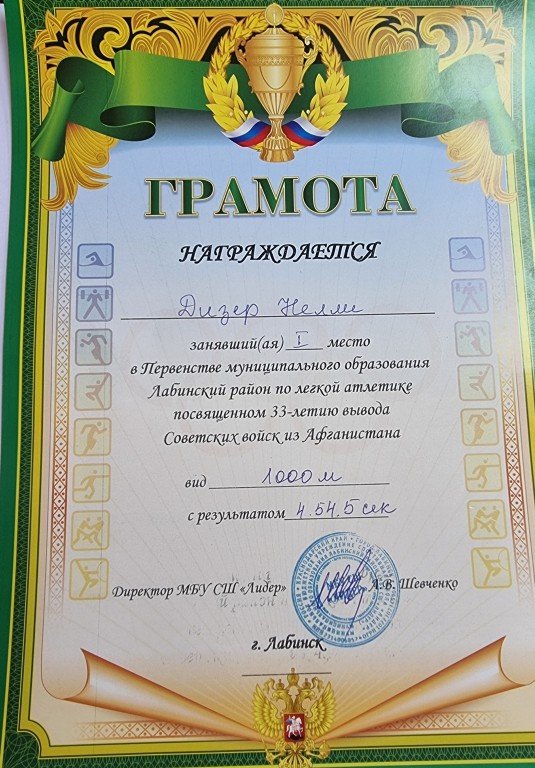 ГРАМОТА
НАГРАЖДАЕТСЯ
Дизер Нелли
занявший(ая) I место
в Первенстве муниципального образования
Лабинский район по легкой атлетике
посвященном 33-летию вывода
Советских войск из Афганистана
вид 1000 м
с результатом 4.54,5 сек
Директор МБУ СШ «Лидер» А.В. Шевченко
г. Лабинск